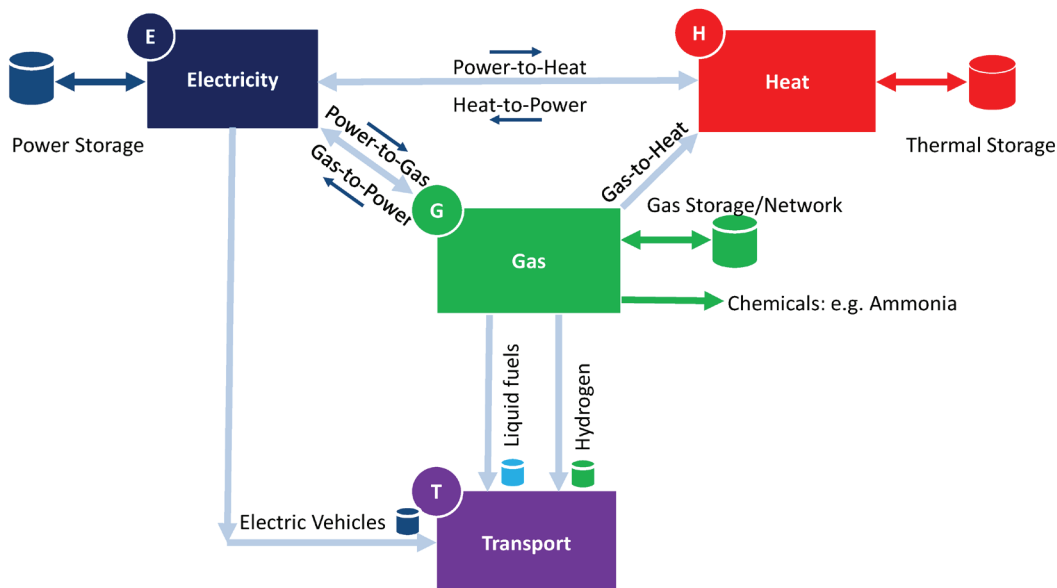 E
Electricity
H
Heat
Power-to-Heat
Heat-to-Power
Power Storage
Thermal Storage
Power-to-Gas
Gas-to-Power
Gas-to-Heat
G
Gas
Gas Storage/Network
Chemicals: e.g. Ammonia
Liquid fuels
Hydrogen
T
Electric Vehicles
Transport